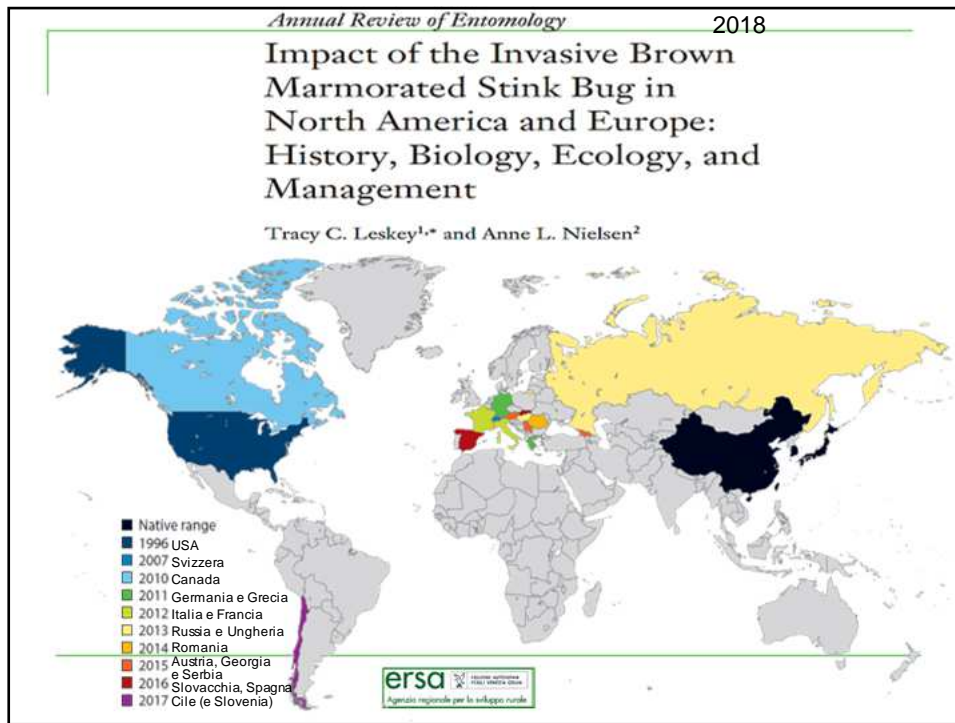 Annual Review of Entomology
2018
Impact of the Invasive Brown
Marmorated Stink Bug in
North America and Europe:
History, Biology, Ecology, and
Management
Tracy C. Leskey1,* and Anne L. Nielsen2
Native range
1996 USA
2007 Svizzera
2010 Canada
2011 Germania e Grecia
2012 Italia e Francia
2013 Russia e Ungheria
2014 Romania
2015 Austria, Georgia
e Serbia
2016 Slovacchia, Spagna
2017 Cile (e Slovenia)
ersa
Agenzia regionale per lo sviluppo rurale